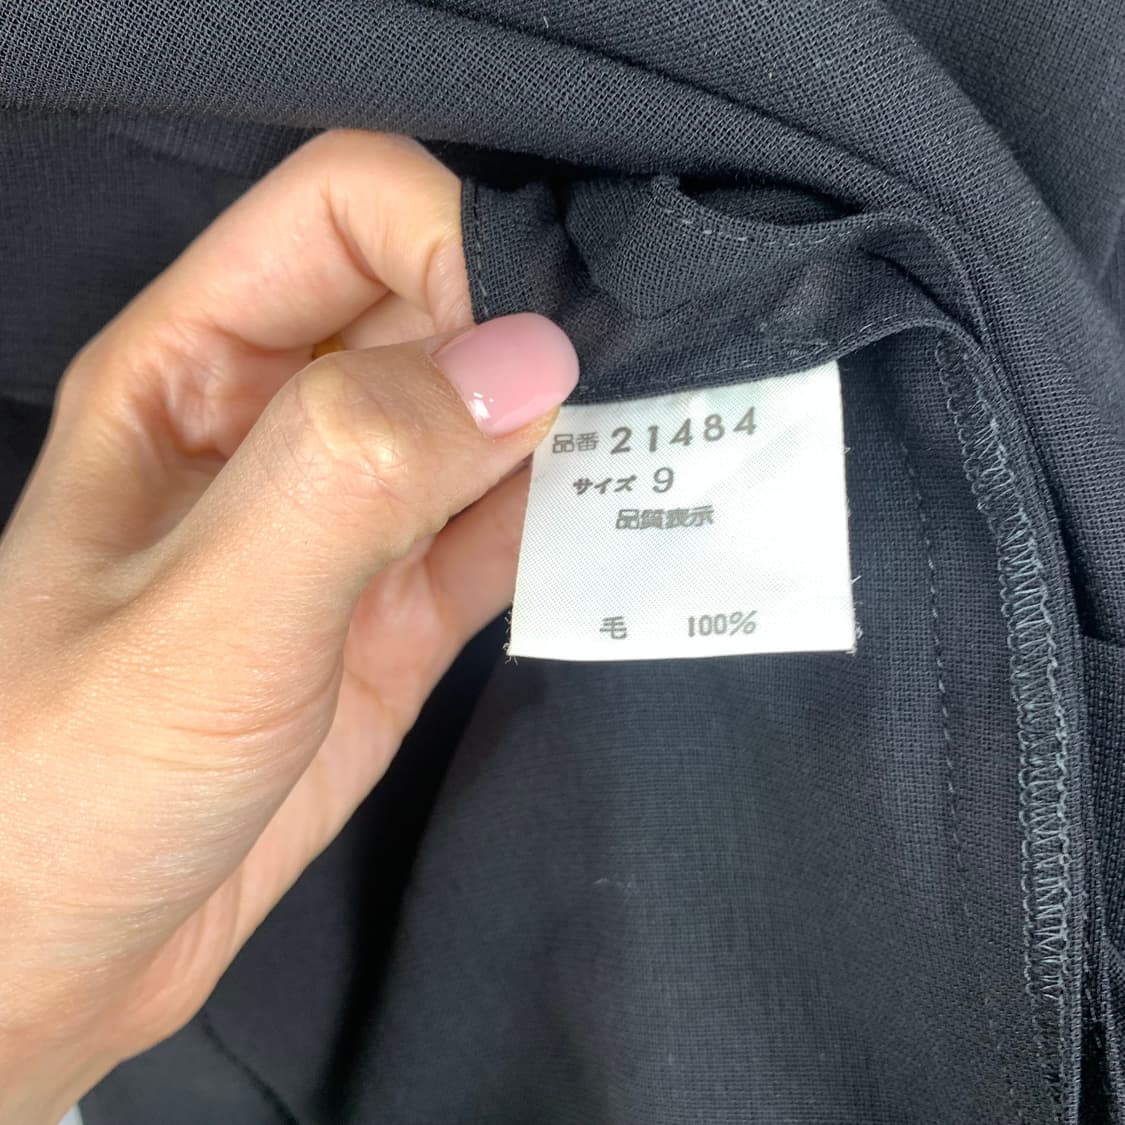 品番 21484
サイズ 9
品質表示
毛 100%